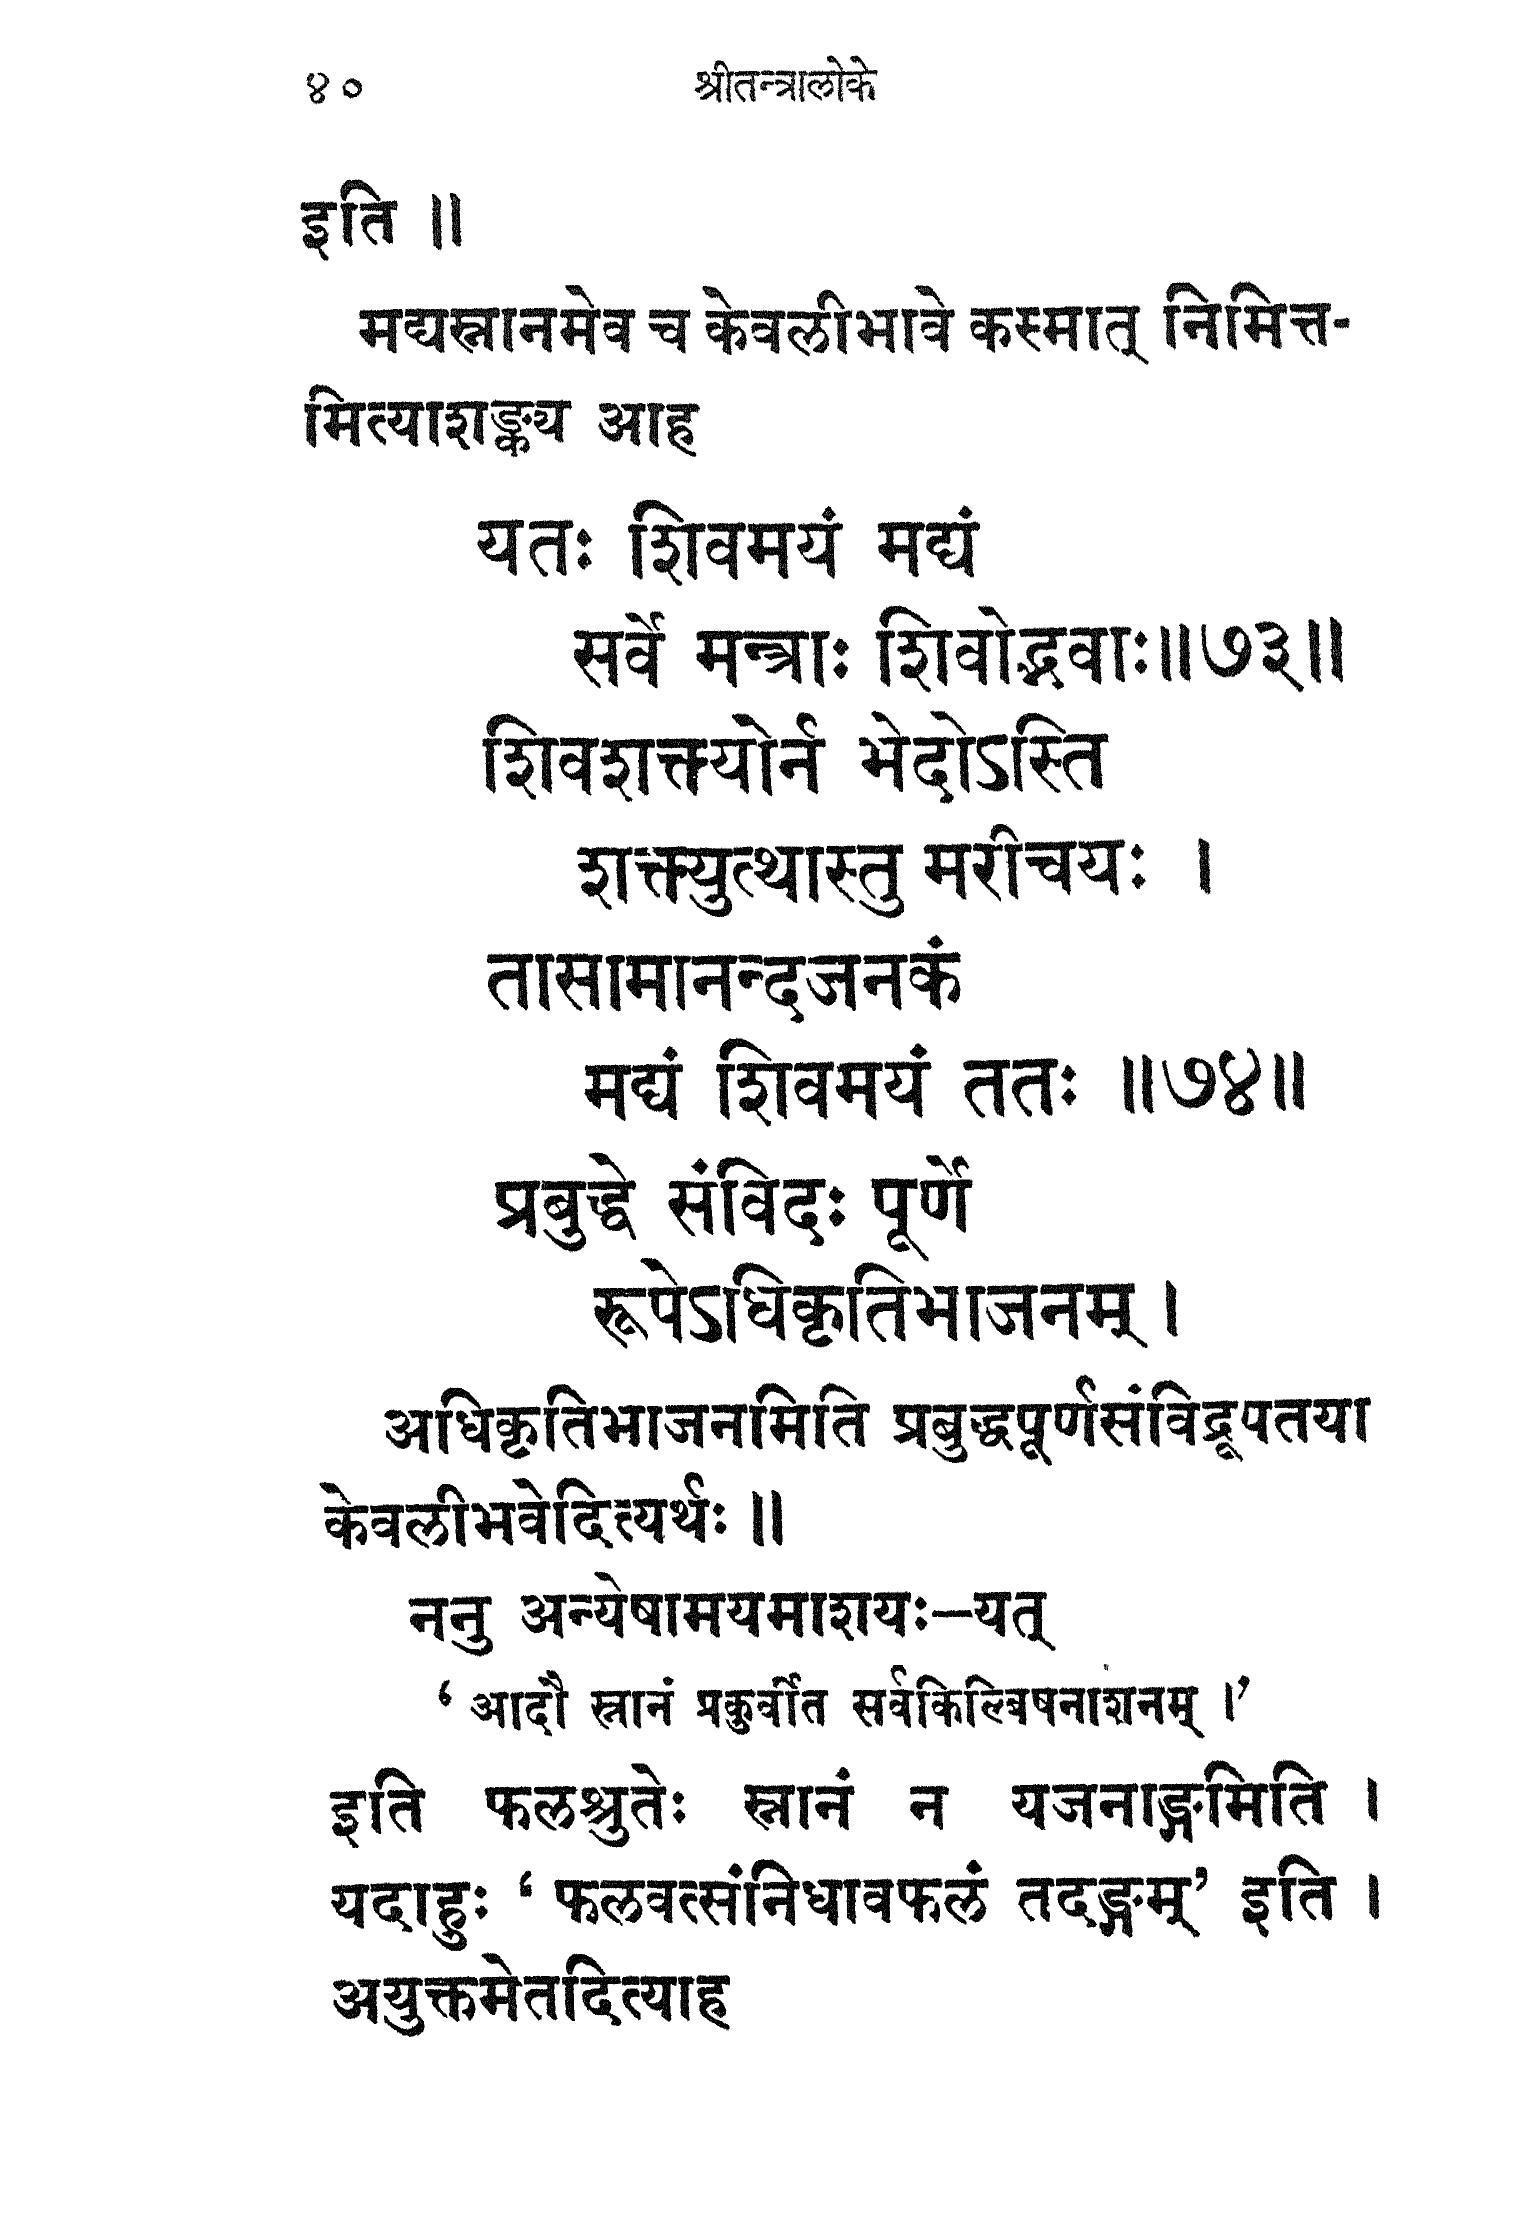 ४०
श्रीतन्त्रालोके
इति ॥
मद्यस्नानमेव च केवलीभावे कस्मात् निमित्त-
मित्याशङ्क्य आह
यतः शिवमयं मद्यं
सर्वे मन्त्राः शिवोद्भवाः॥७३॥
शिवशक्त्योर्न भेदोऽस्ति
शक्त्युत्थास्तु मरीचयः ।
तासामानन्दजनकं
मद्यं शिवमयं ततः ॥७४॥
प्रबुद्धे संविदः पूर्णे
रूपेऽधिकृतिभाजनम् ।
अधिकृतिभाजनमिति प्रबुद्धपूर्णसंविद्रूपतया
केवलीभवेदित्यर्थः ॥
ननु अन्येषामयमाशयः—यत्
‘ आदौ स्नानं प्रकुर्वीत सर्वकिल्बिषनाशनम् ।’
इति फलश्रुतेः स्नानं न यजनाङ्गमिति ।
यदाहुः ‘ फलवत्संनिधावफलं तदङ्गम्’ इति ।
अयुक्तमेतदित्याह